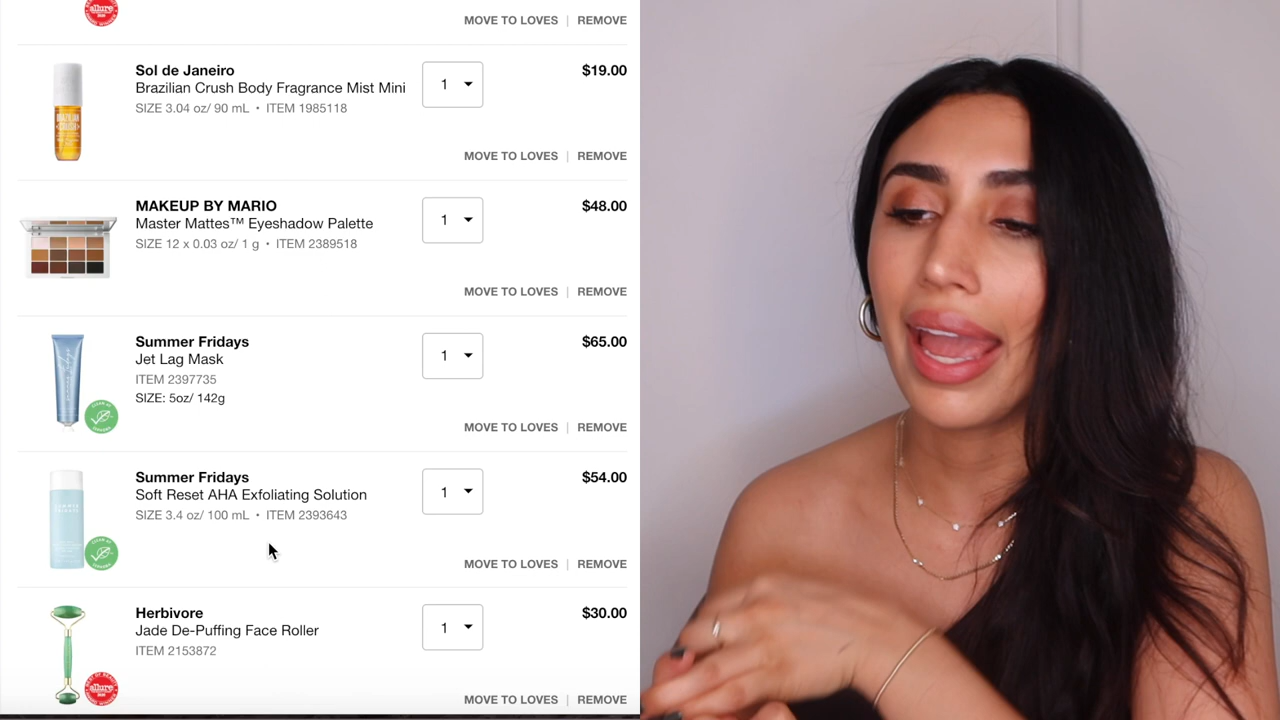 allure
MOVE TO LOVES | REMOVE
Sol de Janeiro
Brazilian Crush Body Fragrance Mist Mini
SIZE 3.04 oz/ 90 mL • ITEM 1985118
1
$19.00
MOVE TO LOVES | REMOVE
MAKEUP BY MARIO
Master Mattes™ Eyeshadow Palette
SIZE 12 x 0.03 oz/ 1 g • ITEM 2389518
1
$48.00
MOVE TO LOVES | REMOVE
Summer Fridays
Jet Lag Mask
ITEM 2397735
SIZE: 5oz/ 142g
1
$65.00
MOVE TO LOVES | REMOVE
Summer Fridays
Soft Reset AHA Exfoliating Solution
SIZE 3.4 oz/ 100 mL • ITEM 2393643
1
$54.00
MOVE TO LOVES | REMOVE
Herbivore
Jade De-Puffing Face Roller
ITEM 2153872
allure
1
$30.00
MOVE TO LOVES | REMOVE